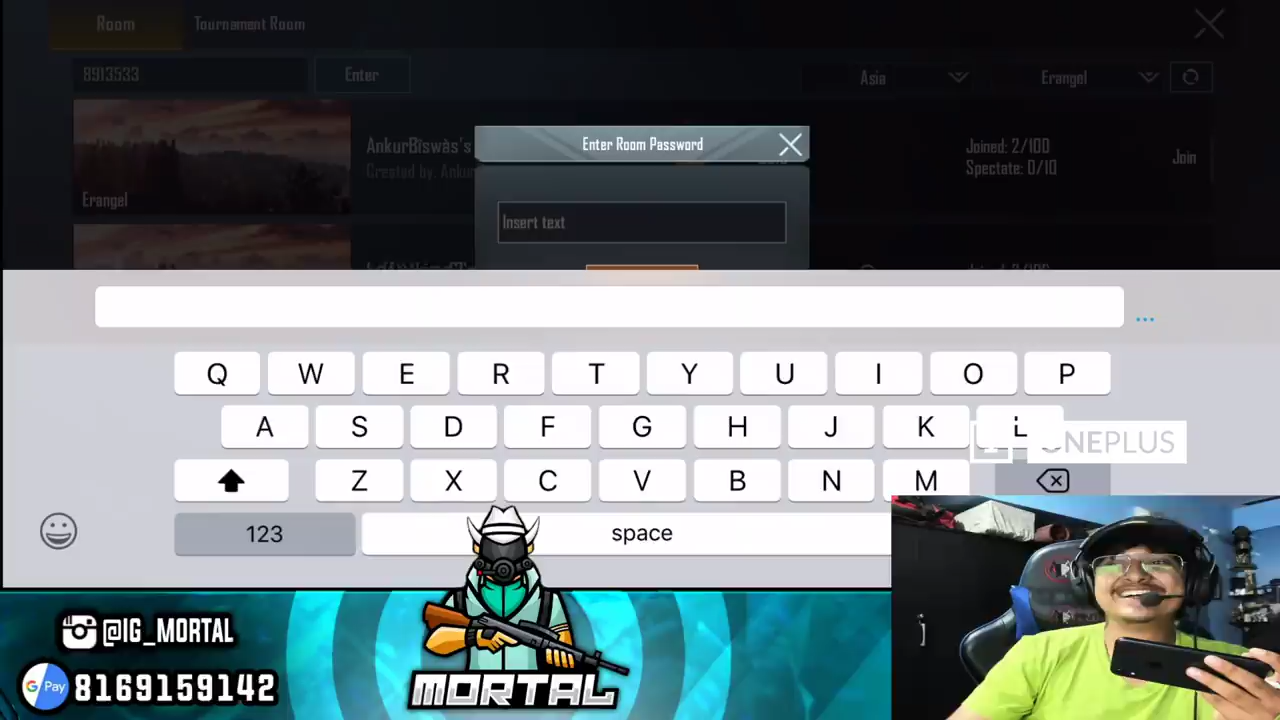 Room
Tournament Room
8913533
Enter
Asia
Erangel
Enter Room Password
AnkurBiswàs's
Created by. Ankur
Erangel
Joined: 2/100
Spectate: 0/10
Join
Insert text
...
Q W E R T Y U I O P
A S D F G H J K L
ONEPLUS
Z X C V B N M
123
space
@IG_MORTAL
G Pay
8169159142
MORTAL